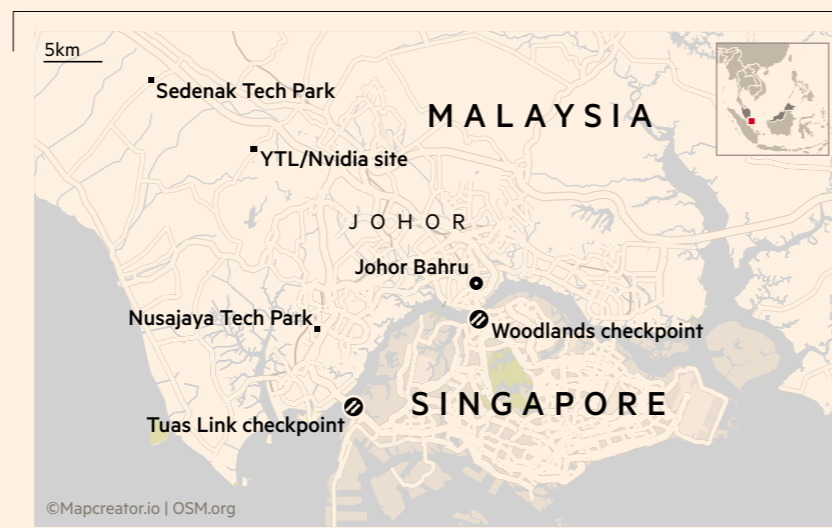 5km
Sedenak Tech Park
MALAYSIA
YTL/Nvidia site
JOHOR
Johor Bahru
Nusajaya Tech Park
Woodlands checkpoint
SINGAPORE
Tuas Link checkpoint
©Mapcreator.io | OSM.org